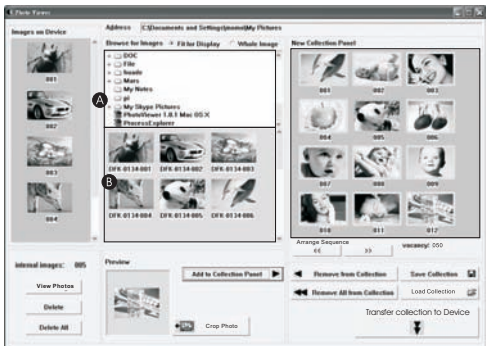 Photo Viewer
Images on Device
001
002
003
004
internal images: 005
View Photos
Delete
Delete All
Address C:\Documents and Settings\nomo\My Pictures
Browse for Images Fit for Display Whole Image
A
DOC
File
Mars
My Notes
pi
My Skype Pictures
PhotoViewer 1.0.1 Mac OS X
ProcessExplorer
B
DFK-0134-001 DFK-0134-002 DFK-0134-003
DFK-0134-004 DFK-0134-005 DFK-0134-006
Preview
Add to Collection Panel
Crop Photo
New Collection Panel
001 002 003
004 005 006
007 008 009
010 011 012
Arrange Sequence
<< >>
vacancy: 050
Remove from Collection Save Collection
Remove All from Collection Load Collection
Transfer collection to Device